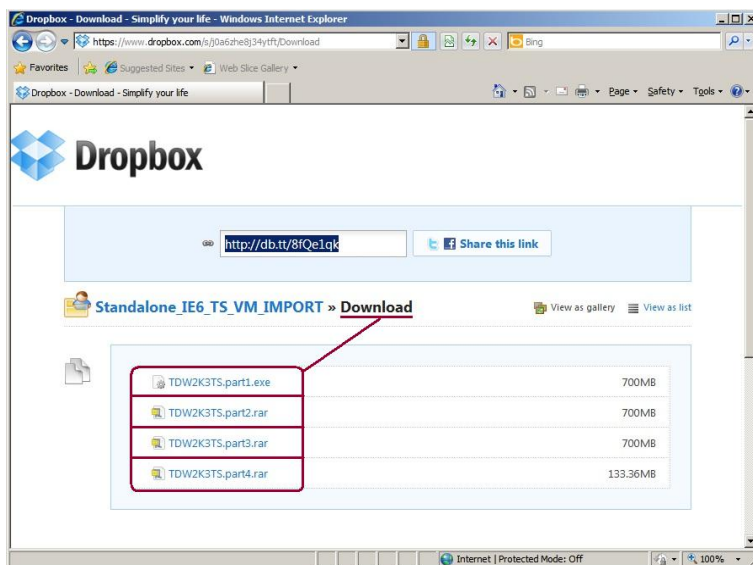 Dropbox - Download - Simplify your life - Windows Internet Explorer
https://www.dropbox.com/s/j0a6zhe8j34ytft/Download
Bing
Favorites Suggested Sites Web Slice Gallery
Dropbox - Download - Simplify your life
Page Safety Tools
Dropbox
http://db.tt/8fQe1qk Share this link
Standalone_IE6_TS_VM_IMPORT » Download View as gallery View as list
TDW2K3TS.part1.exe 700MB
TDW2K3TS.part2.rar 700MB
TDW2K3TS.part3.rar 700MB
TDW2K3TS.part4.rar 133.36MB
Internet | Protected Mode: Off 100%